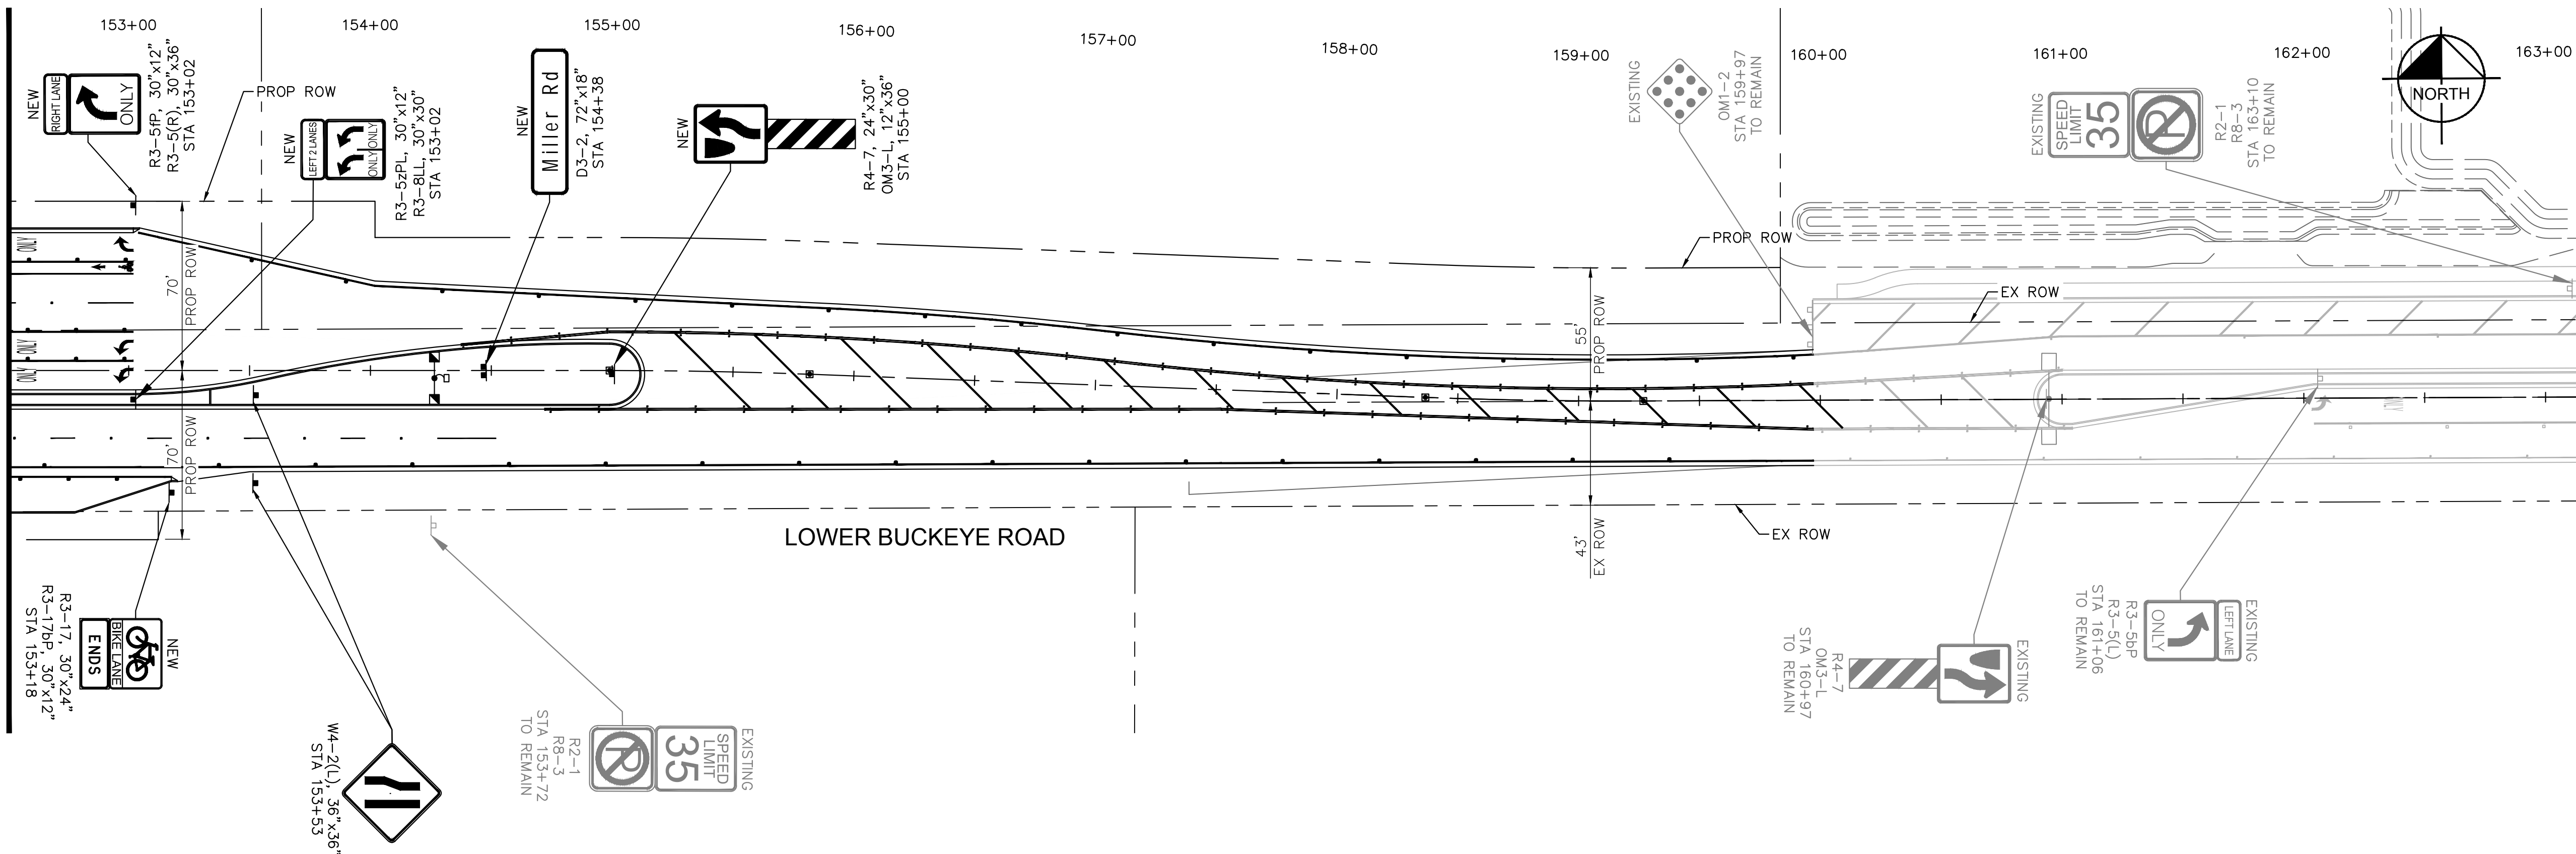 153+00
154+00
155+00
156+00
157+00
158+00
159+00
160+00
161+00
162+00
163+00
NORTH
NEW
RIGHT LANE
ONLY
R3-5fP, 30"x12"
R3-5(R), 30"x36"
STA 153+02
PROP ROW
NEW
LEFT 2 LANES
ONLY
ONLY
R3-5zPL, 30"x12"
R3-8LL, 30"x30"
STA 153+02
NEW
Miller Rd
D3-2, 72"x18"
STA 154+38
NEW
R4-7, 24"x30"
OM3-L, 12"x36"
STA 155+00
EXISTING
OM1-2
STA 159+97
TO REMAIN
EXISTING
SPEED
LIMIT
35
P
R2-1
R8-3
STA 163+10
TO REMAIN
PROP ROW
EX ROW
ONLY
ONLY
ONLY
70'
PROP ROW
70'
PROP ROW
55'
PROP ROW
43'
EX ROW
ONLY
LOWER BUCKEYE ROAD
EX ROW
NEW
BIKE LANE
ENDS
R3-17, 30"x24"
R3-17bP, 30"x12"
STA 153+18
W4-2(L), 36"x36"
STA 153+53
EXISTING
SPEED
LIMIT
35
P
R2-1
R8-3
STA 153+72
TO REMAIN
EXISTING
R4-7
OM3-L
STA 160+97
TO REMAIN
EXISTING
LEFT LANE
ONLY
R3-5bP
R3-5(L)
STA 161+06
TO REMAIN